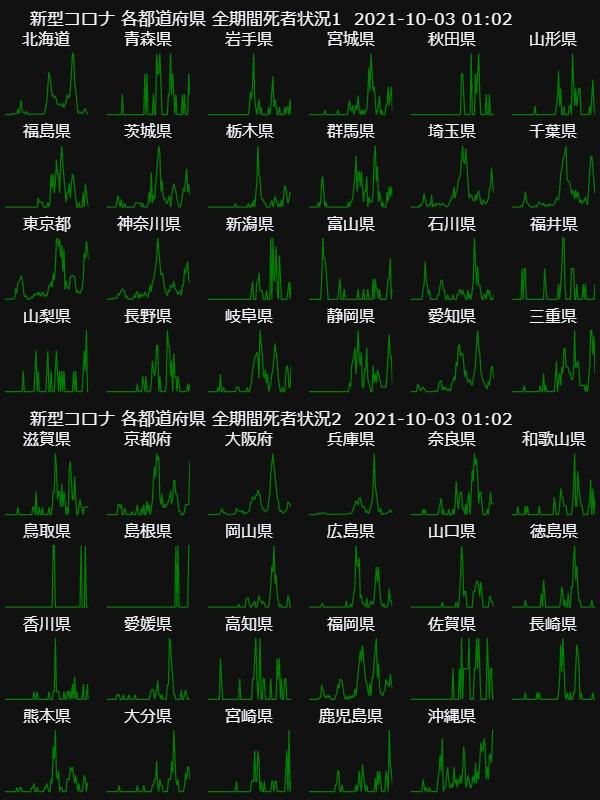 新型コロナ 各都道府県 全期間死者状況1 2021-10-03 01:02
北海道 青森県 岩手県 宮城県 秋田県 山形県
福島県 茨城県 栃木県 群馬県 埼玉県 千葉県
東京都 神奈川県 新潟県 富山県 石川県 福井県
山梨県 長野県 岐阜県 静岡県 愛知県 三重県
新型コロナ 各都道府県 全期間死者状況2 2021-10-03 01:02
滋賀県 京都府 大阪府 兵庫県 奈良県 和歌山県
鳥取県 島根県 岡山県 広島県 山口県 徳島県
香川県 愛媛県 高知県 福岡県 佐賀県 長崎県
熊本県 大分県 宮崎県 鹿児島県 沖縄県